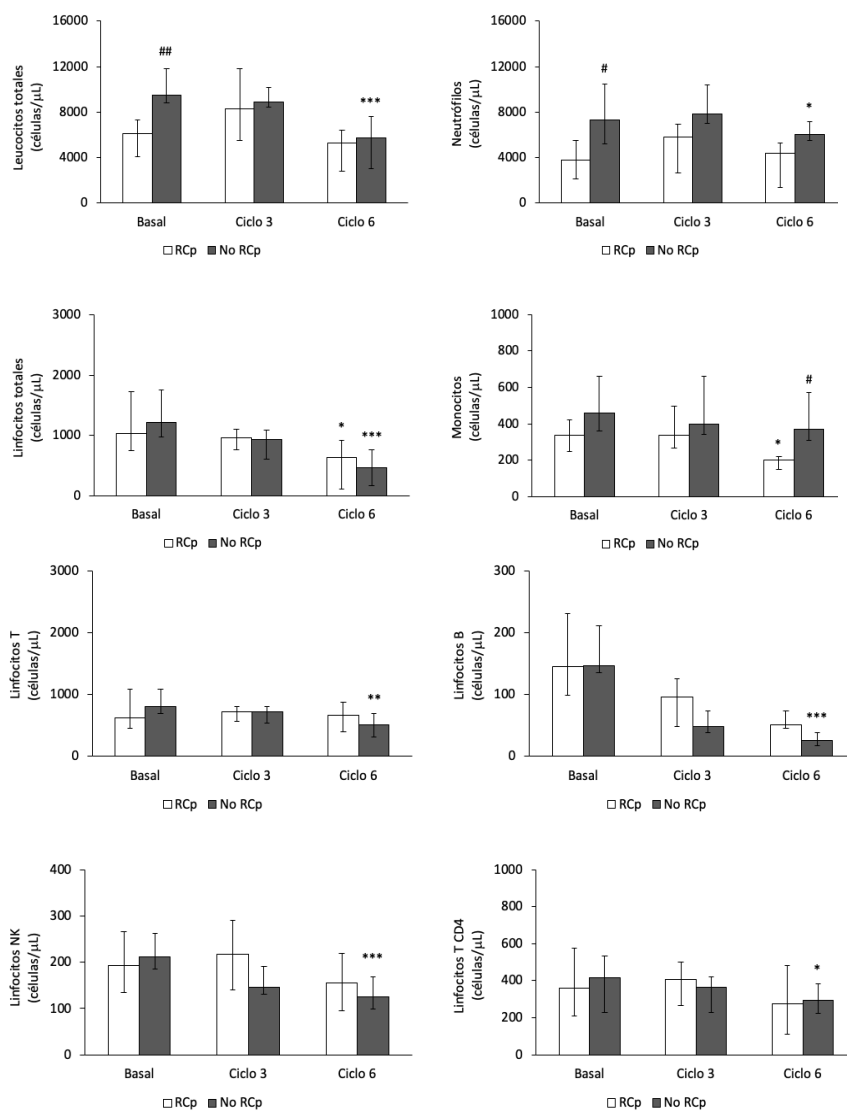 Leucocitos totales
(células/μL)
16000
12000
8000
4000
0
##
***
Basal
Ciclo 3
Ciclo 6
RCp
No RCp
Neutrófilos
(células/μL)
16000
12000
8000
4000
0
#
*
Basal
Ciclo 3
Ciclo 6
RCp
No RCp
Linfocitos totales
(células/μL)
3000
2000
1000
0
*
***
Basal
Ciclo 3
Ciclo 6
RCp
No RCp
Monocitos
(células/μL)
1000
800
600
400
200
0
*
#
Basal
Ciclo 3
Ciclo 6
RCp
No RCp
Linfocitos T
(células/μL)
3000
2000
1000
0
**
Basal
Ciclo 3
Ciclo 6
RCp
No RCp
Linfocitos B
(células/μL)
300
200
100
0
***
Basal
Ciclo 3
Ciclo 6
RCp
No RCp
Linfocitos NK
(células/μL)
400
300
200
100
0
***
Basal
Ciclo 3
Ciclo 6
RCp
No RCp
Linfocitos T CD4
(células/μL)
1000
800
600
400
200
0
*
Basal
Ciclo 3
Ciclo 6
RCp
No RCp